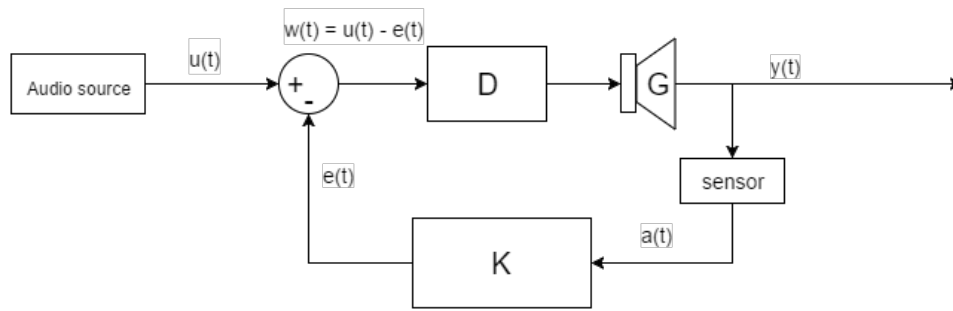 w(t) = u(t) - e(t)
u(t)
y(t)
Audio source
+
-
D
G
e(t)
sensor
a(t)
K